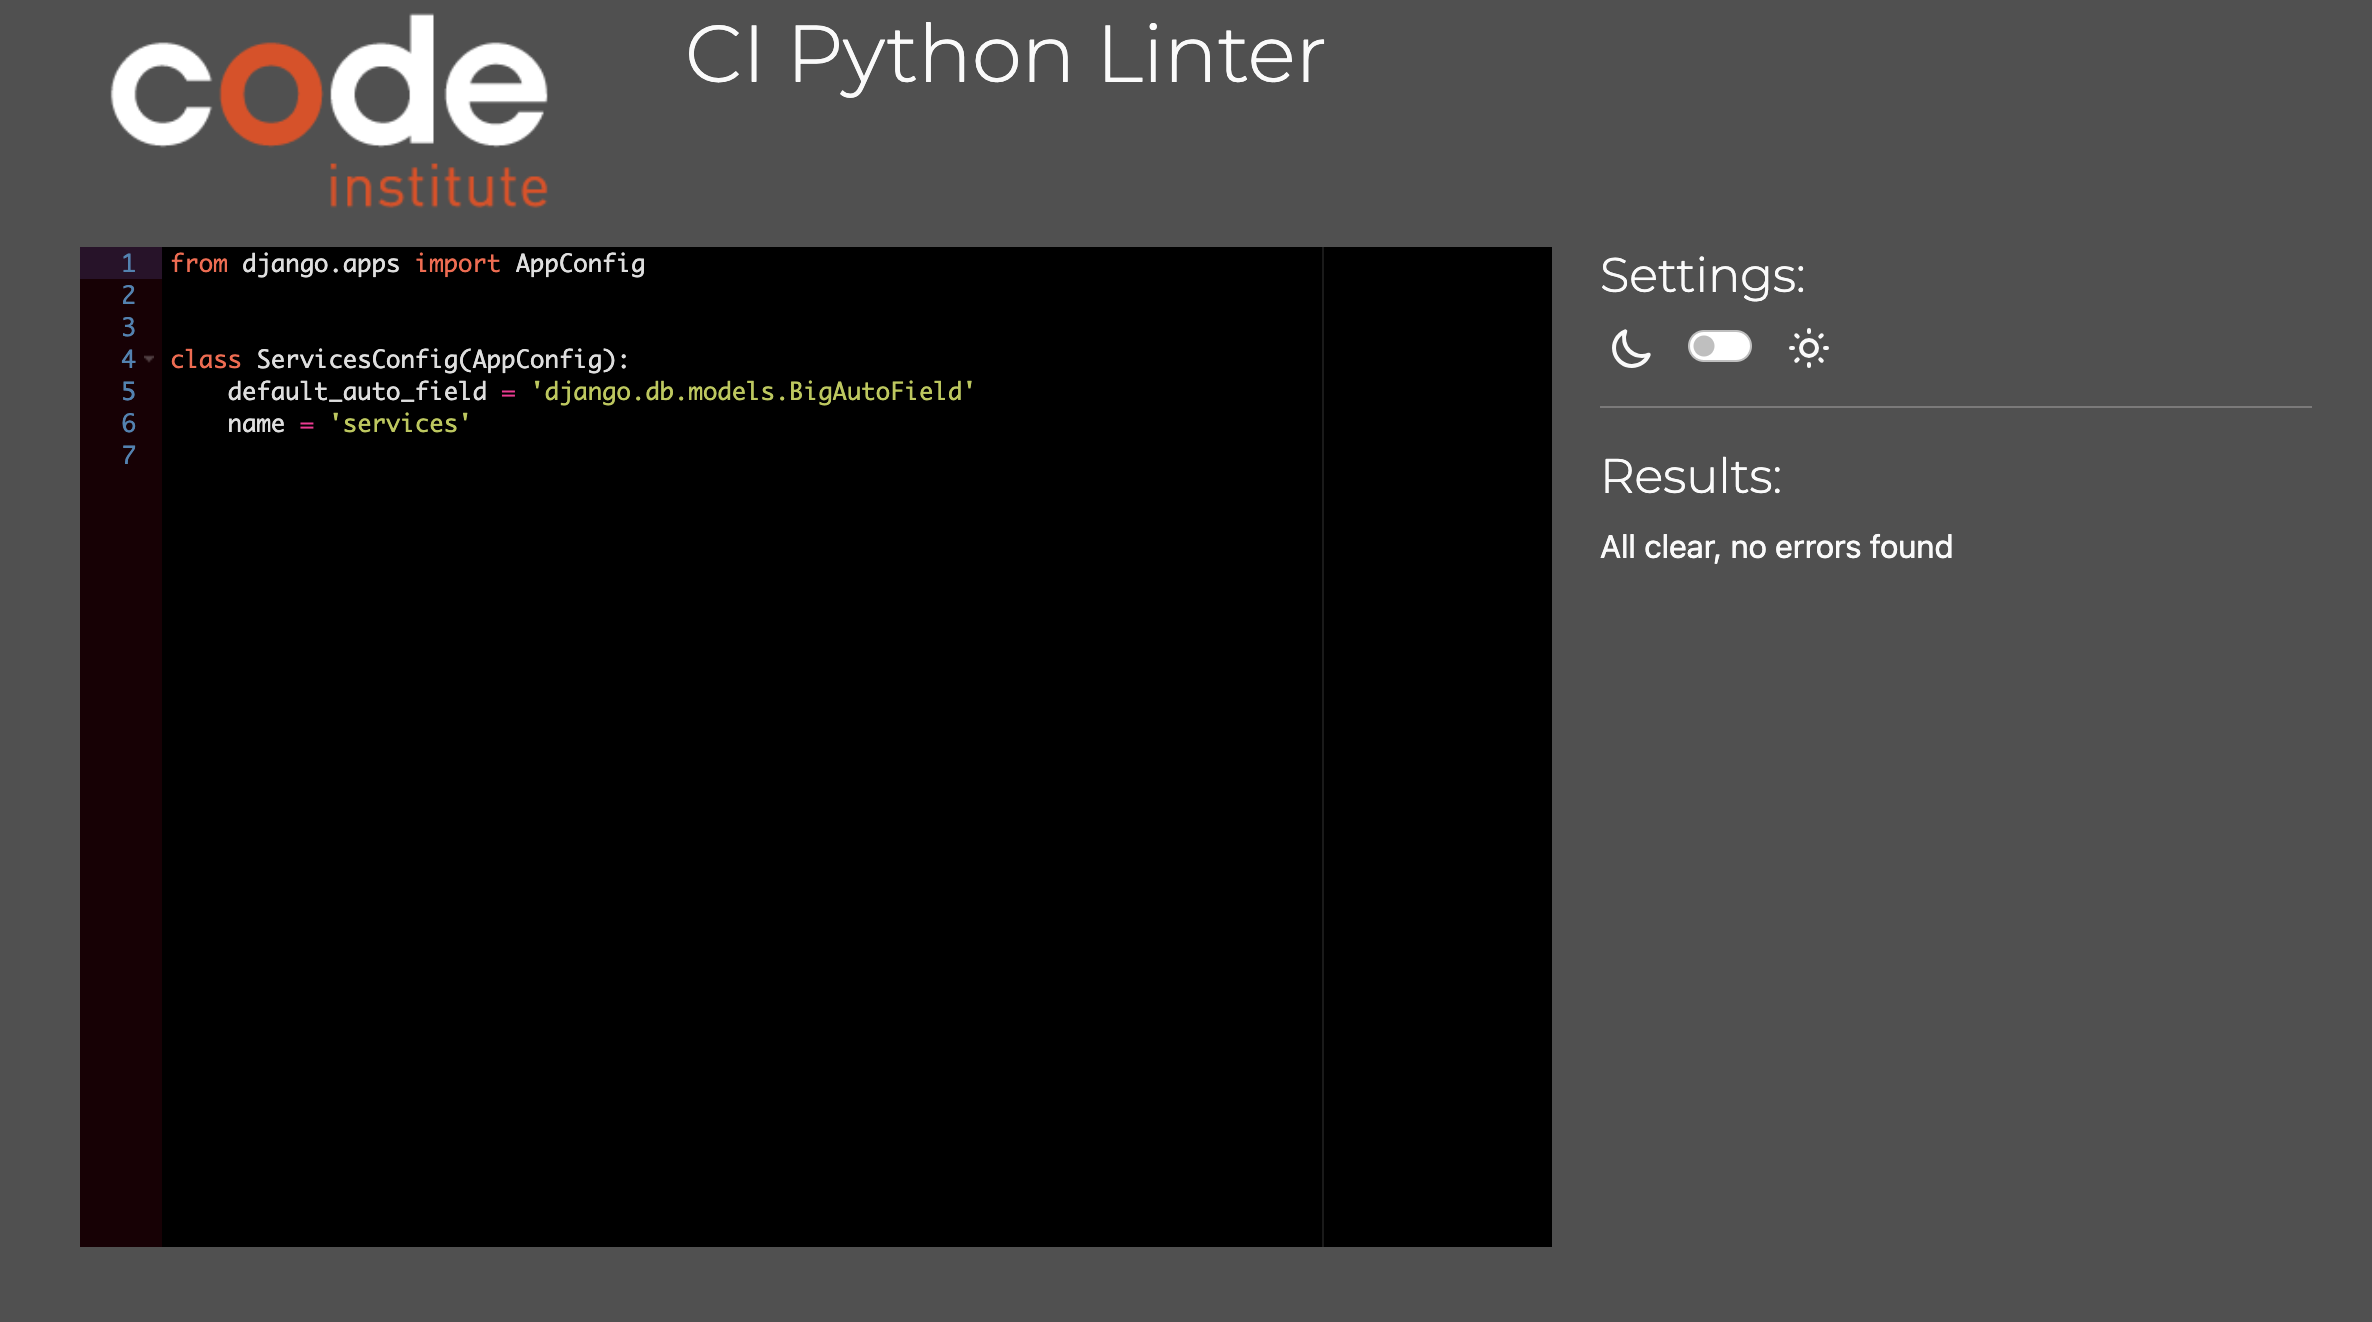 code
institute
CI Python Linter
1 from django.apps import AppConfig
2
3
4 class ServicesConfig(AppConfig):
5     default_auto_field = 'django.db.models.BigAutoField'
6     name = 'services'
7
Settings:
Results:
All clear, no errors found